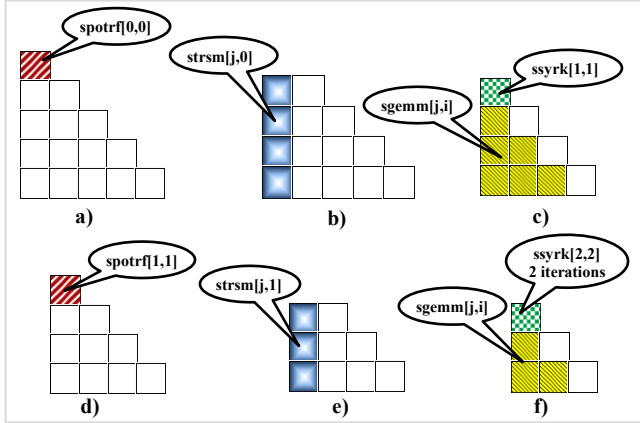 spotrf[0,0]
strsm[j,0]
ssyrk[1,1]
sgemm[j,i]
a)
b)
c)
spotrf[1,1]
strsm[j,1]
ssyrk[2,2]
2 iterations
sgemm[j,i]
d)
e)
f)